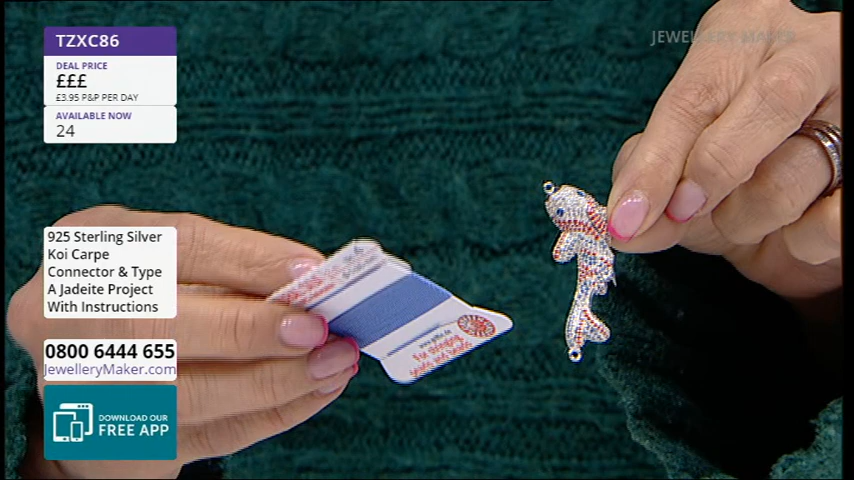 TZXC86
DEAL PRICE
£££
£3.95 P&P PER DAY
AVAILABLE NOW
24
JEWELLERY MAKER
925 Sterling Silver
Koi Carpe
Connector & Type
A Jadeite Project
With Instructions
0800 6444 655
JewelleryMaker.com
DOWNLOAD OUR
FREE APP